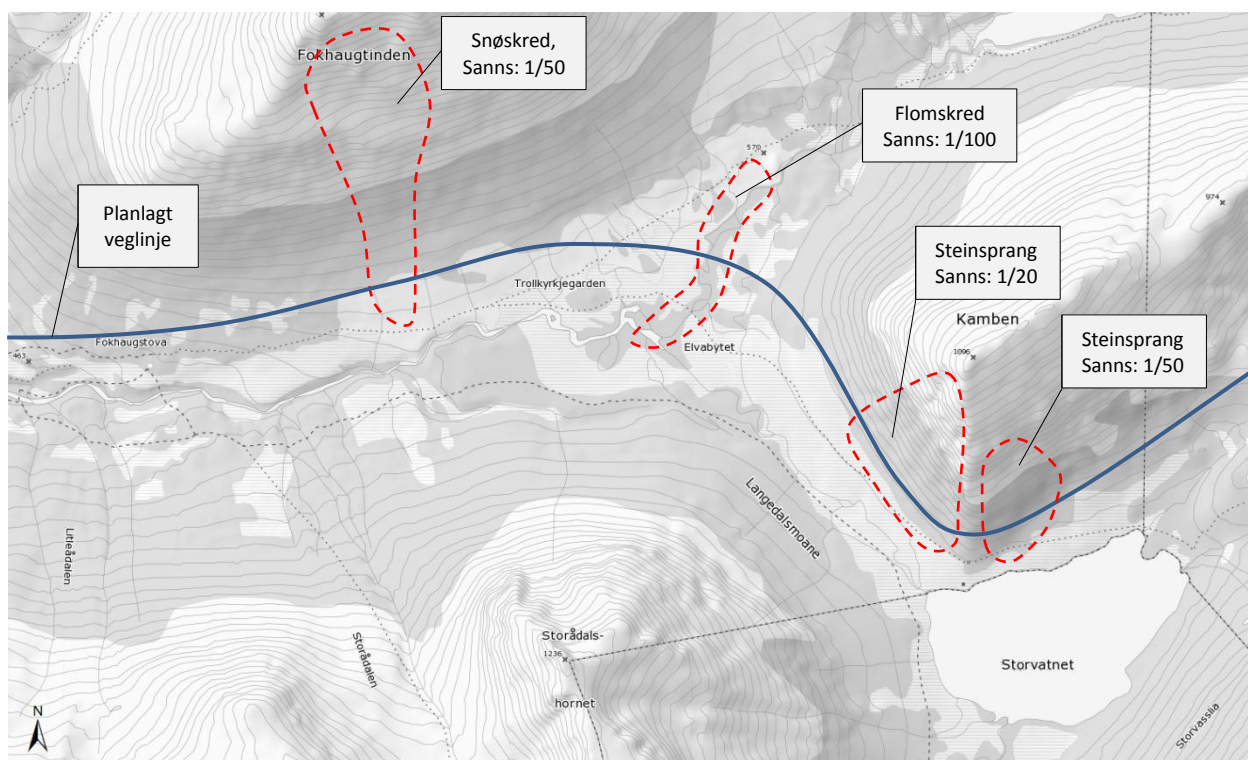 Fokhaugtinden
Snøskred,
Sanns: 1/50
Flomskred
Sanns: 1/100
570
974
Planlagt
veglinje
Steinsprang
Sanns: 1/20
Trollkyrkjegarden
Kamben
Steinsprang
Sanns: 1/50
Fokhaugstova
463
Elvabytet
1096
Langedalsmoane
Litleådalen
Storådalen
Storådals-
1236
hornet
Storvatnet
Storvasslia
N